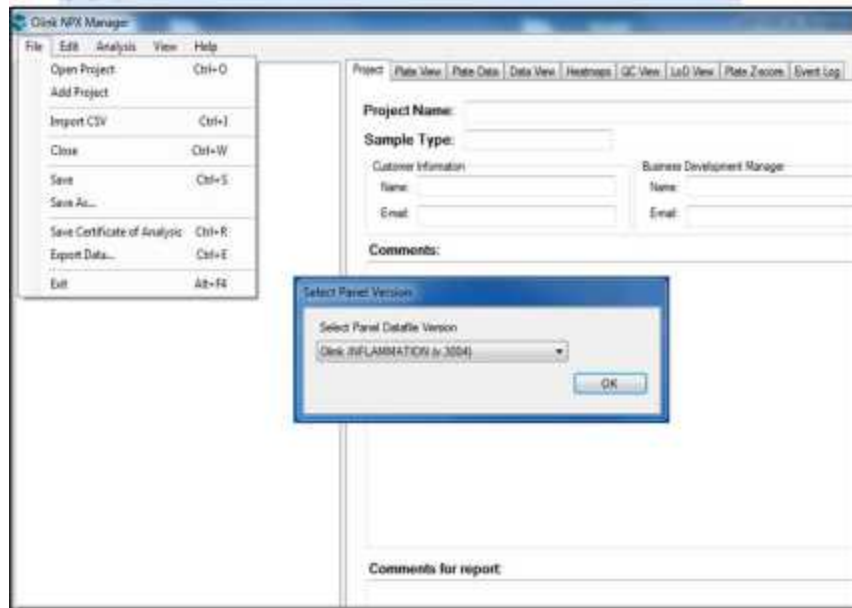 Olink NPX Manager
File Edit Analysis View Help
Open Project Ctrl+O
Add Project
Import CSV Ctrl+I
Close Ctrl+W
Save Ctrl+S
Save As...
Save Certificate of Analysis Ctrl+R
Export Data... Ctrl+E
Exit Alt+F4
Project Plate View Plate Data Data View Heatmaps QC View LoD View Plate Z-score Event Log
Project Name:
Sample Type:
Customer Information
Name:
Email:
Business Development Manager
Name:
Email:
Comments:
Select Panel Version
Select Panel Datafile Version
Olink INFLAMMATION (v.3004)
OK
Comments for report